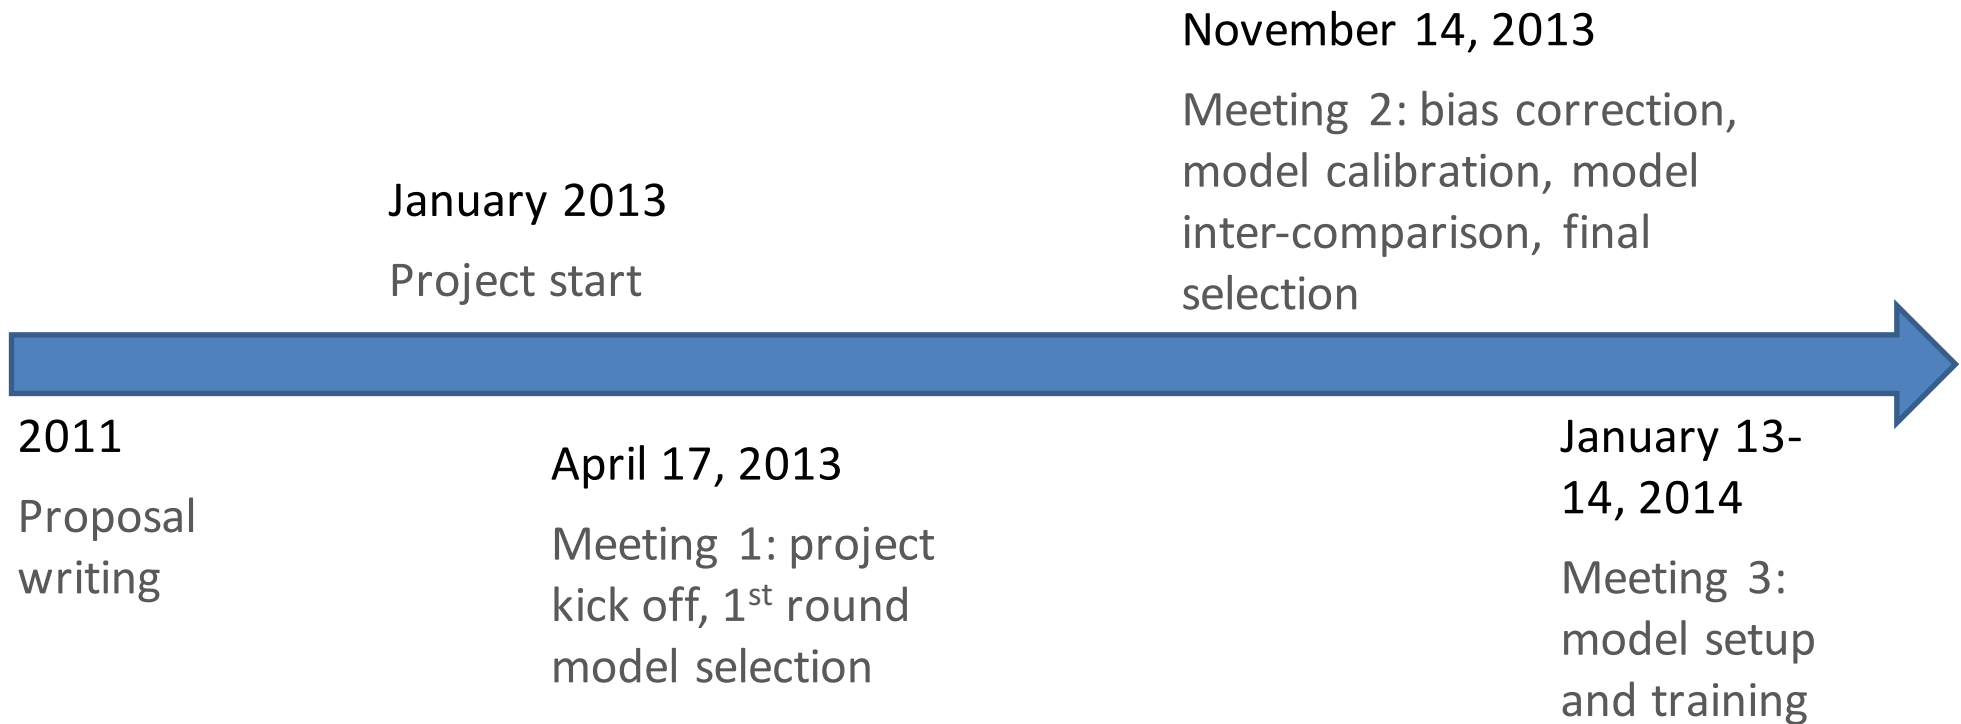 November 14, 2013
Meeting 2: bias correction,
model calibration, model
inter-comparison, final
selection
January 2013
Project start
2011
Proposal
writing
April 17, 2013
Meeting 1: project
kick off, 1st round
model selection
January 13-
14, 2014
Meeting 3:
model setup
and training